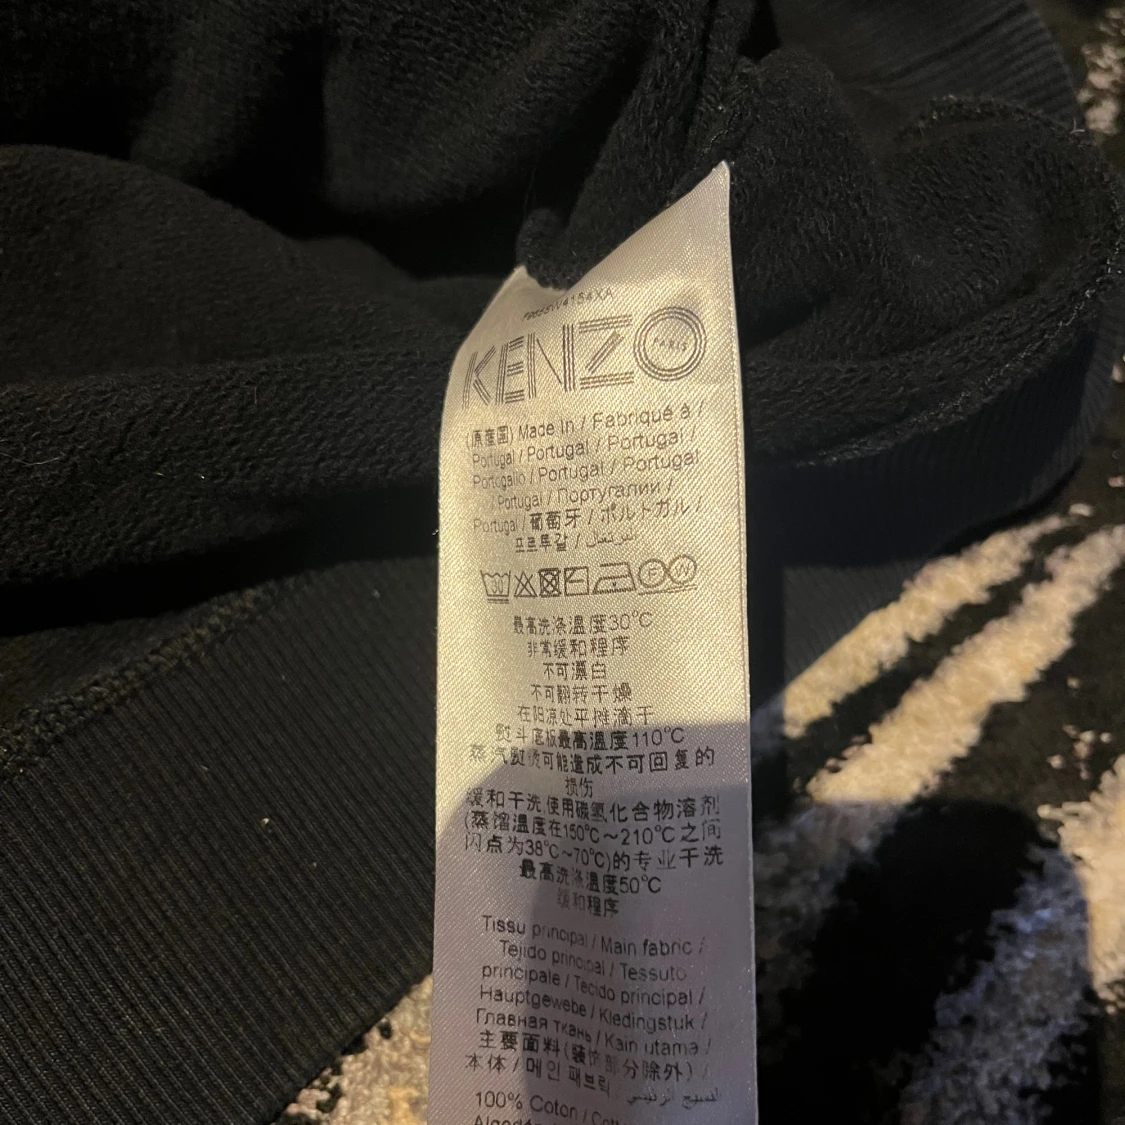 KENZO
PARIS
(原産国) Made In / Fabriqué à /
Portugal / Portugal / Portugal /
Portogallo / Portugal / Portugal
/ Portugal / Португалии /
Portugal / 葡萄牙 / ポルトガル /
포르투갈 / البرتغال
30
P W
最高洗涤温度30°C
非常缓和程序
不可漂白
不可翻转干燥
在阴凉处平摊滴干
熨斗底板最高温度110°C
蒸汽熨烫可能造成不可回复的
损伤
缓和干洗,使用碳氢化合物溶剂
(蒸馏温度在150°C～210°C之间
闪点为38°C~70°C)的专业干洗
最高洗涤温度50°C
缓和程序
Tissu principal / Main fabric /
Tejido principal / Tessuto
principale / Tecido principal /
Hauptgewebe / Kledingstuk /
Главная ткань / Kain utama /
主要面料(装饰部分除外) /
本体 / 메인 패브릭
100% Coton /